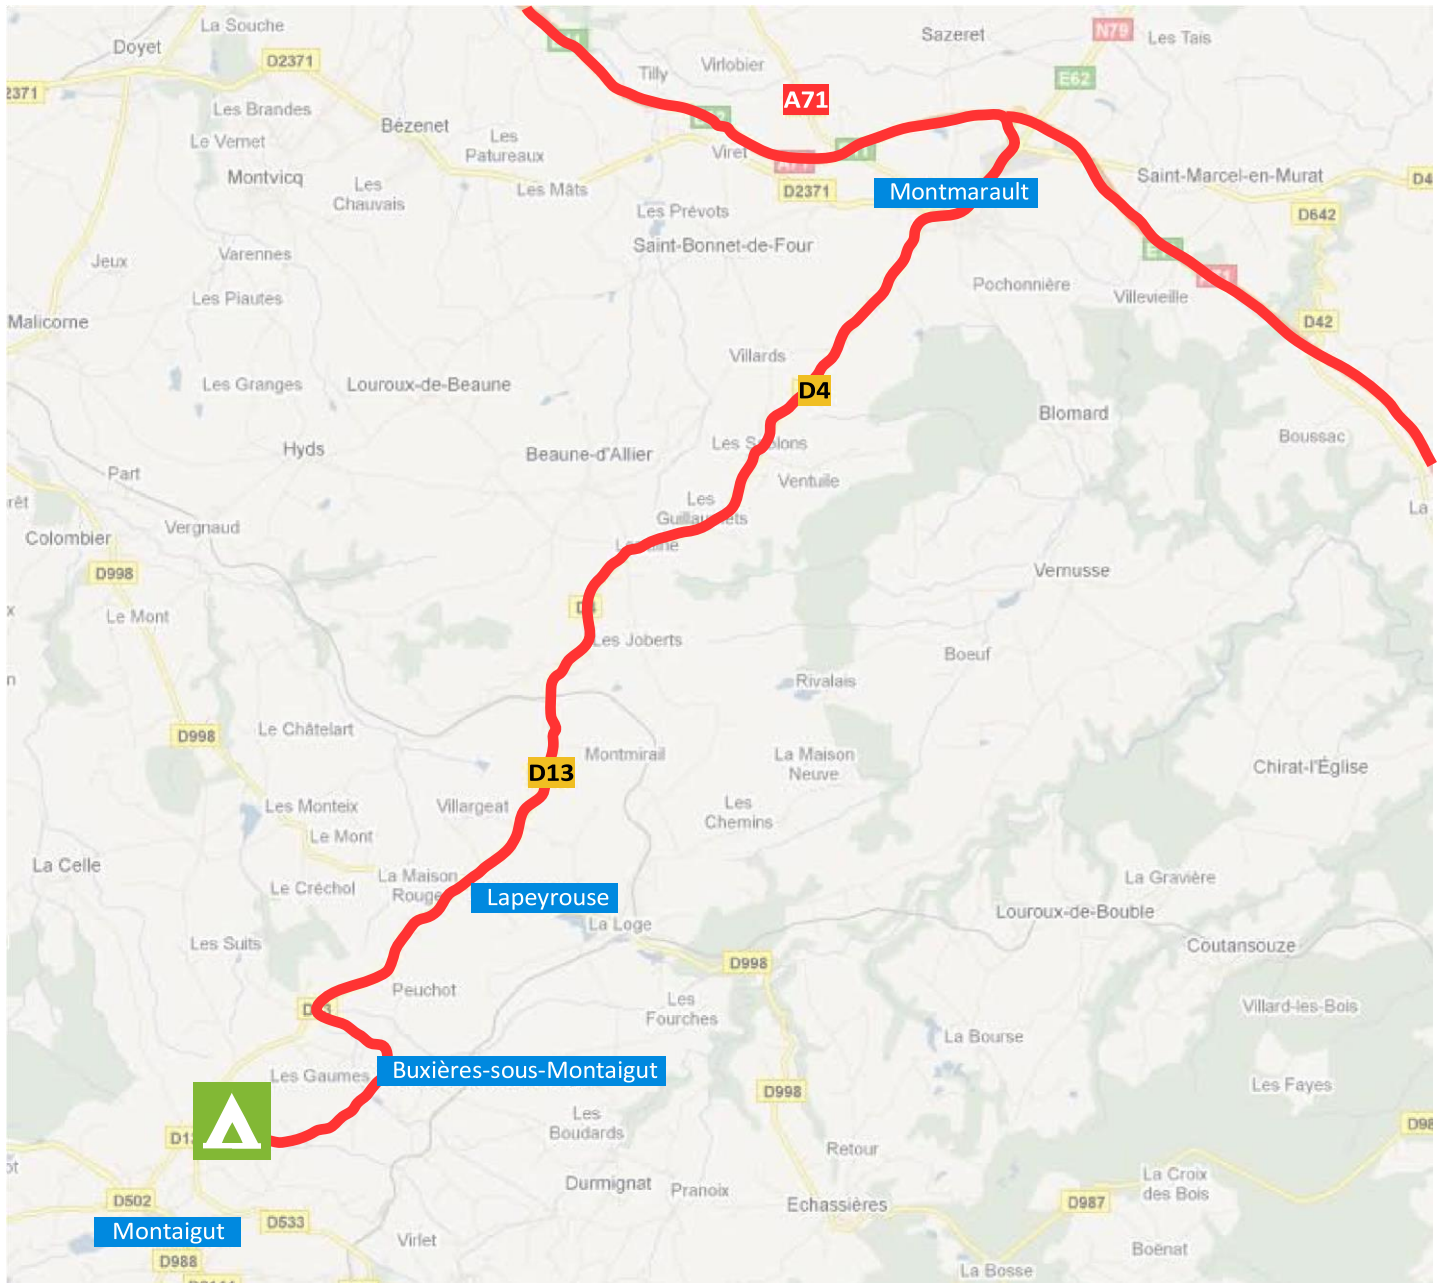 La Souche
Doyet
D2371
2371
Sazeret
N79
Les Tais
Tilly
Virlobier
E62
A71
Les Brandes
Le Vernet
Bézenet
Les
Patureaux
Viret
Montvicq
Les
Chauvais
Les Mâts
D2371
Montmarault
Saint-Marcel-en-Murat
D642
Les Prévots
Saint-Bonnet-de-Four
Varennes
Jeux
Les Piautes
Pochonnière
Villevieille
Malicorne
D42
Villards
Les Granges
Louroux-de-Beaune
D4
Blomard
Boussac
Hyds
Beaune-d'Allier
Part
Ventuile
Les
Vergnaud
Colombier
La
D998
Vernusse
Le Mont
Les Joberts
Boeuf
Rivalais
Le Châtelart
D998
Montmirail
La Maison
Neuve
D13
Chirat-l'Église
Les Monteix
Villargeat
Les
Chemins
Le Mont
La Celle
La Maison
Rouge
Le Créchol
La Gravière
Lapeyrouse
La Loge
Louroux-de-Bouble
Les Suits
Coutansouze
D998
Peuchot
Les
Fourches
Villard-les-Bois
La Bourse
Buxières-sous-Montaigut
Les Gaumes
D998
Les Fayes
Les
Boudards
Retour
Durmignat
Pranoix
La Croix
des Bois
D502
Echassières
D987
Montaigut
D533
Virlet
D988
Boënat
La Bosse